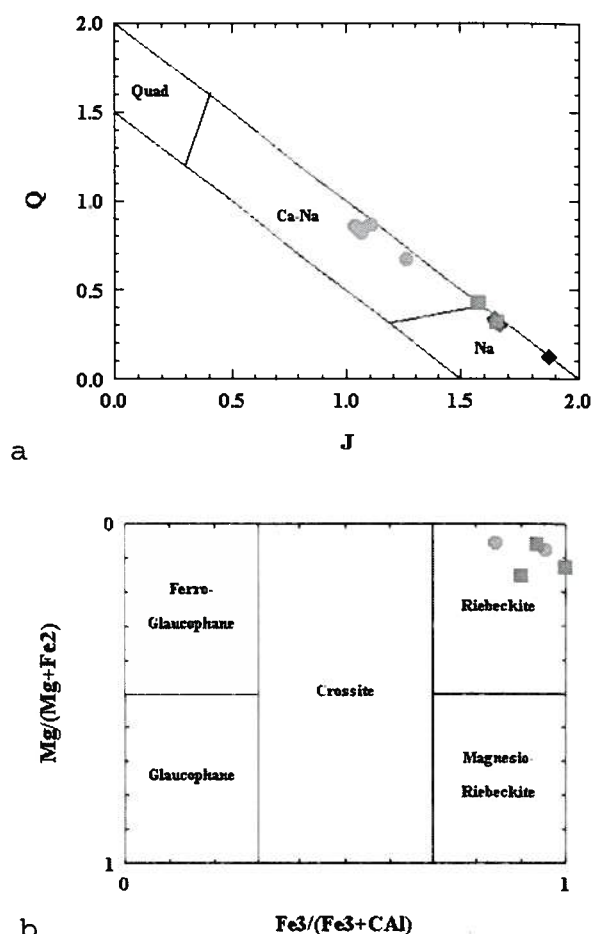 2.0
Quad
1.5
Q
1.0
Ca-Na
0.5
Na
0.0
0.0
0.5
1.0
1.5
2.0
J
a
0
Ferro-
Glaucophane
Riebeckite
Mg/(Mg+Fe2)
Crossite
Glaucophane
Magnesio
Riebeckite
1
0
1
Fe3/(Fe3+CAl)
b